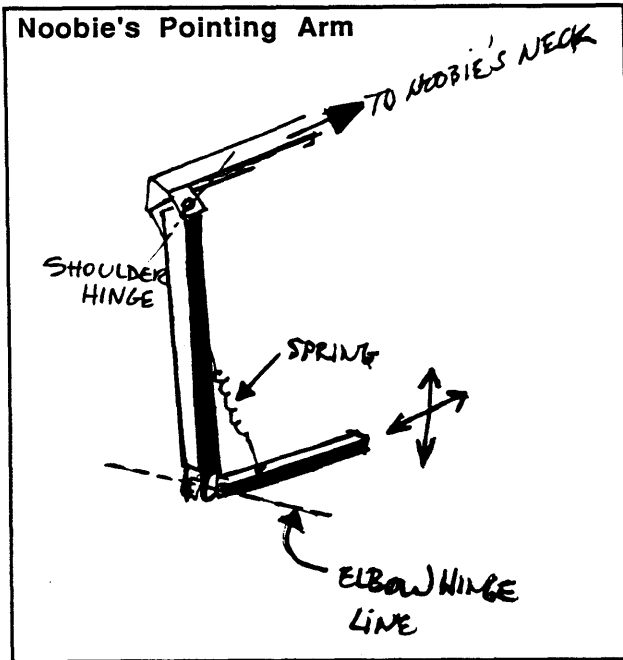 Noobie's Pointing Arm
TO NOOBIE'S NECK
SHOULDER
HINGE
SPRING
ELBOW HINGE
LINE